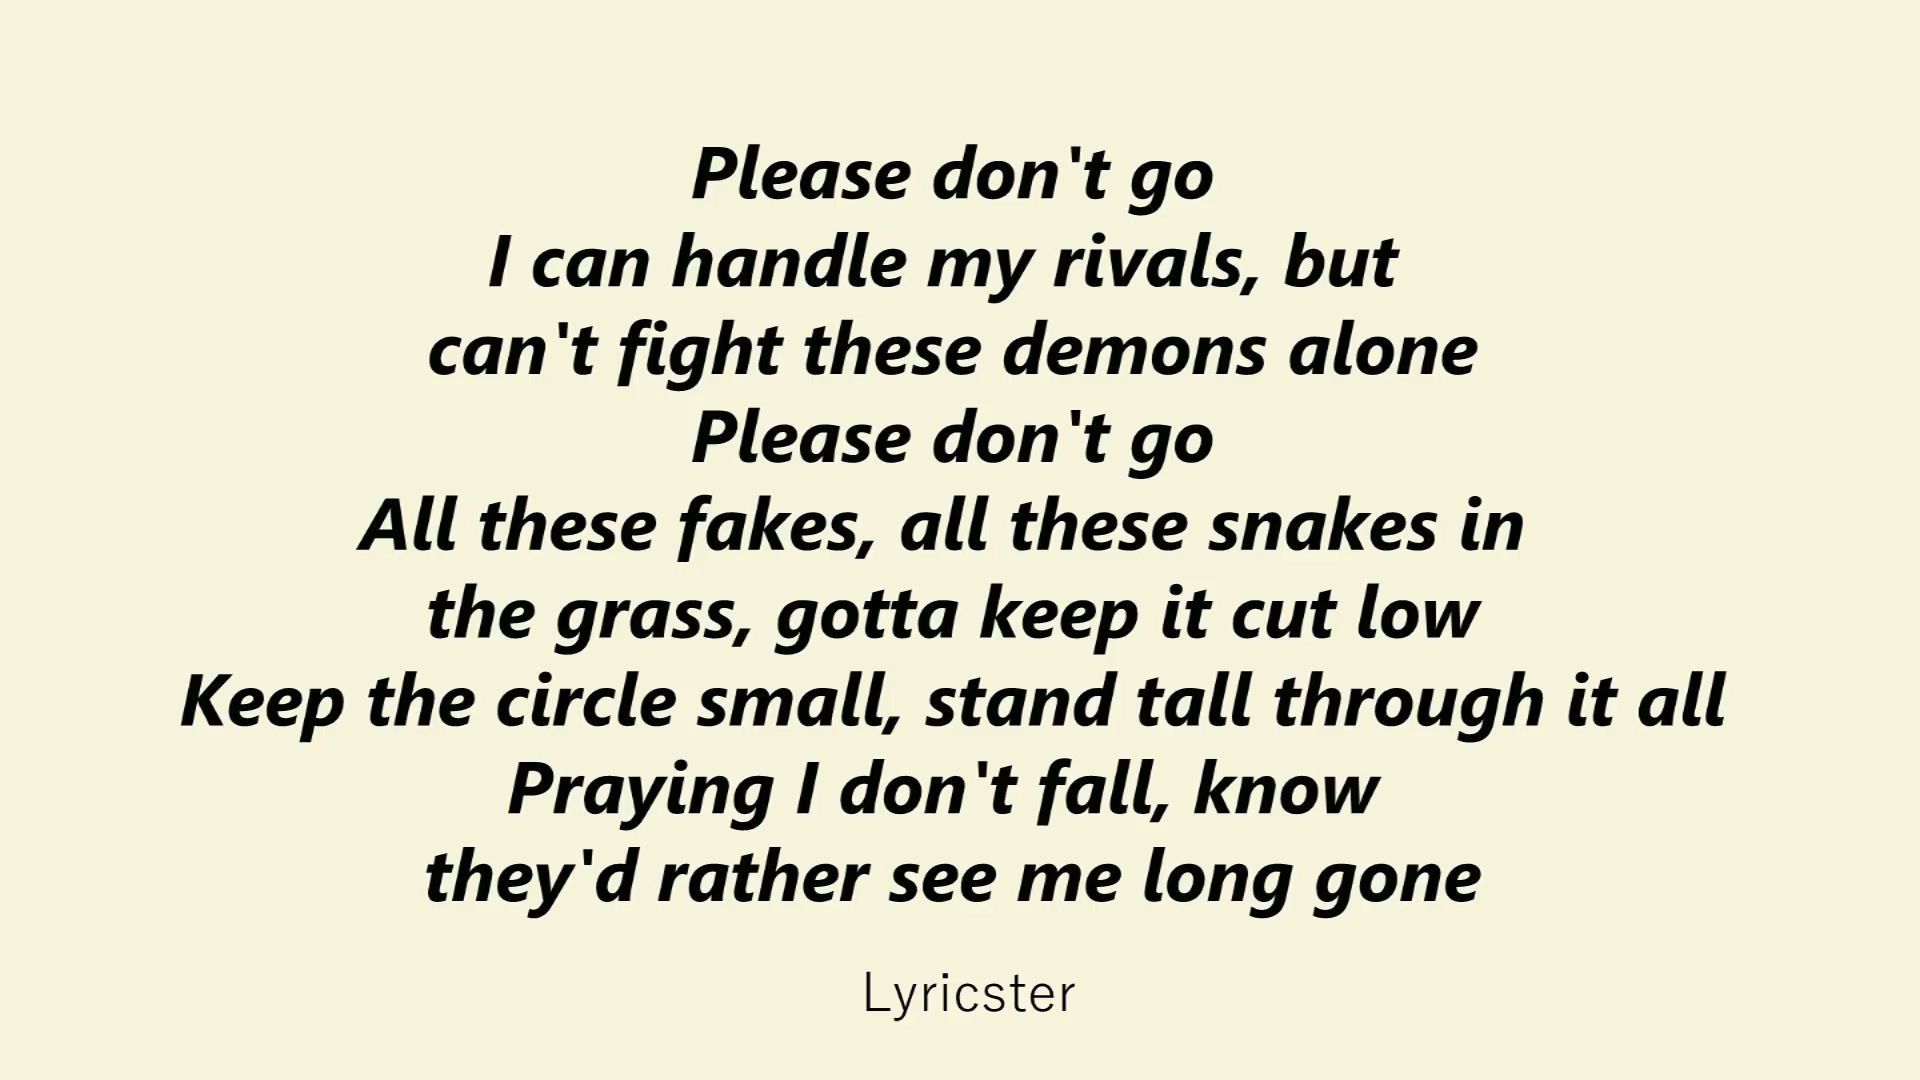 Please don't go
I can handle my rivals, but
can't fight these demons alone
Please don't go
All these fakes, all these snakes in
the grass, gotta keep it cut low
Keep the circle small, stand tall through it all
Praying I don't fall, know
they'd rather see me long gone
Lyricster